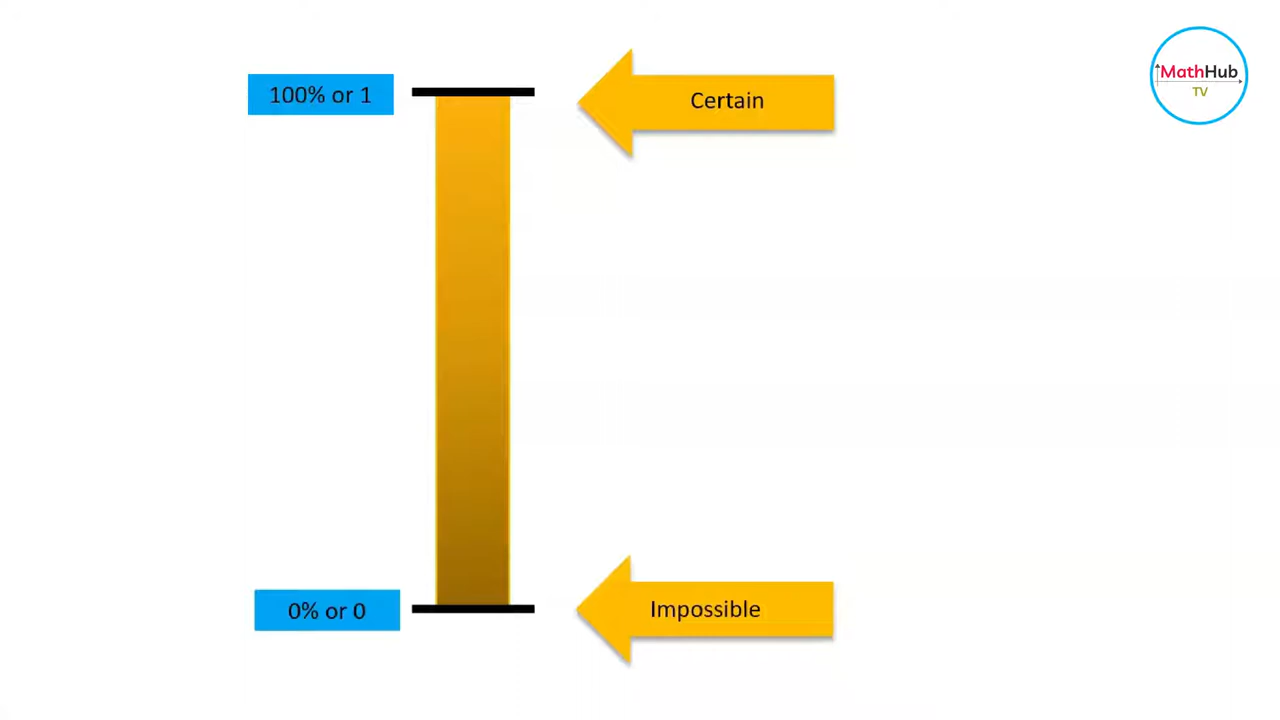 100% or 1
Certain
MathHub
TV
0% or 0
Impossible